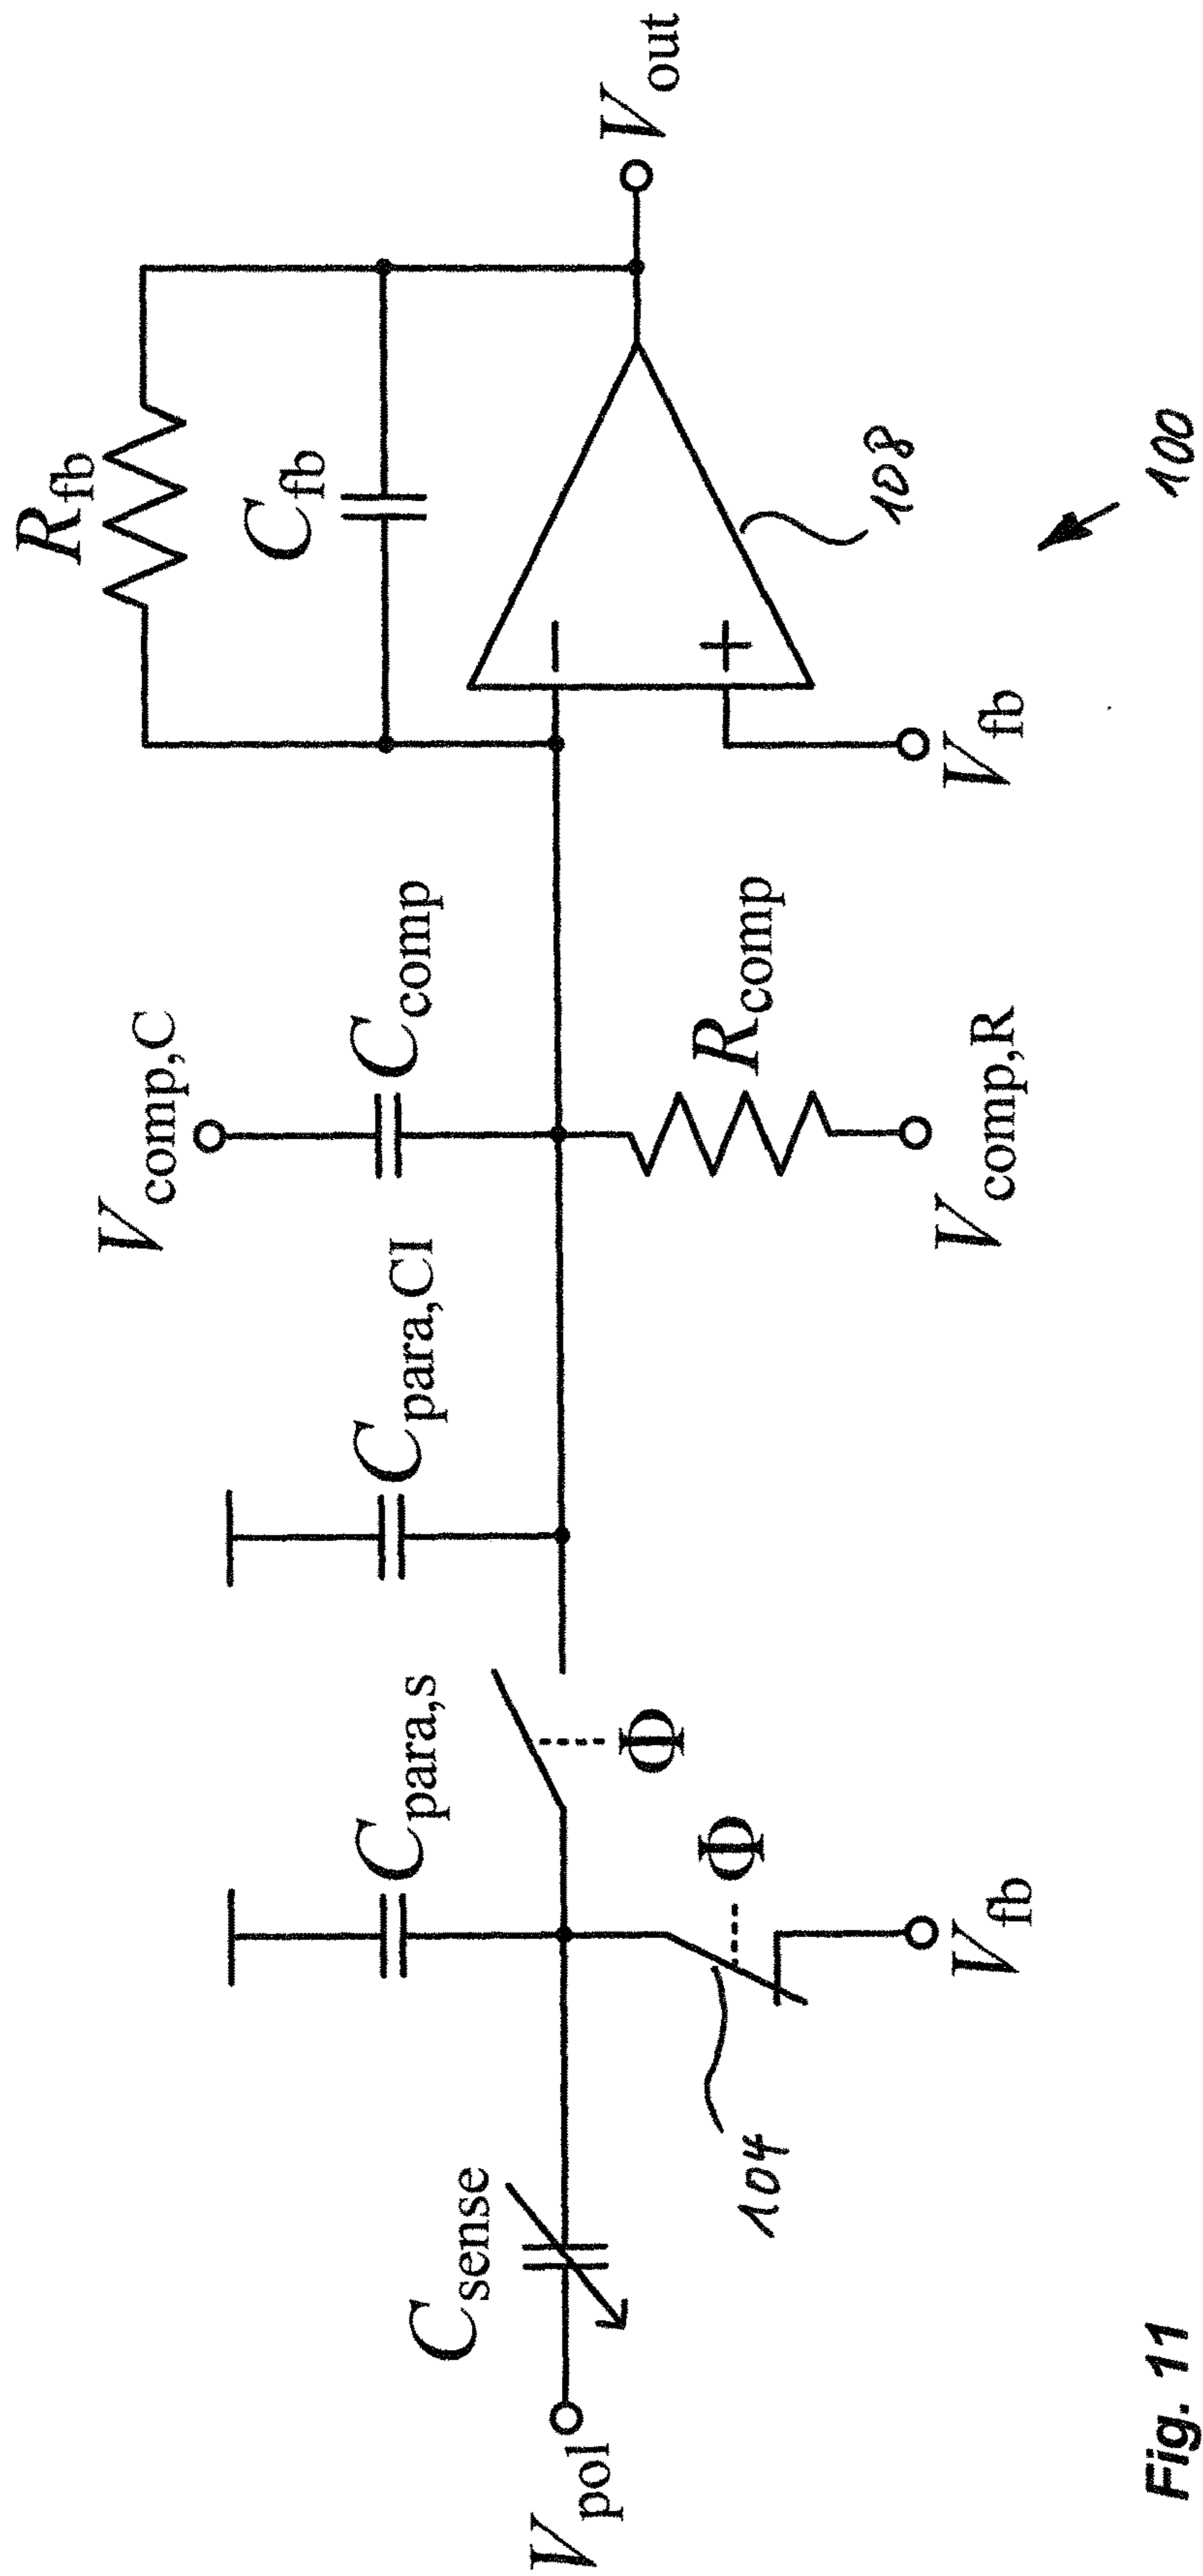 V_pol
C_sense
104
C_para,s
V_fb
Φ
Φ
C_para,CI
V_comp,C
C_comp
R_comp
V_comp,R
R_fb
C_fb
−
+
V_fb
108
V_out
100
Fig. 11